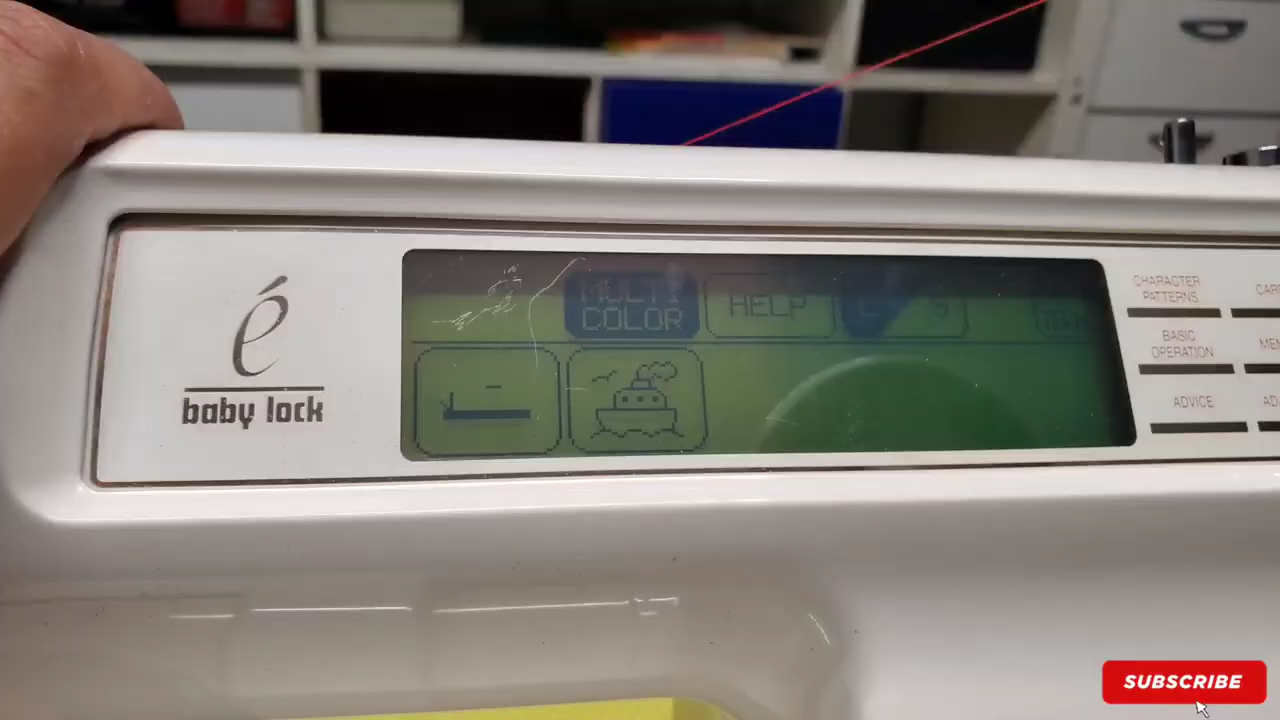 é
baby lock
MULTI
COLOR
HELP
CHARACTER
PATTERNS
BASIC
OPERATION
ADVICE
SUBSCRIBE